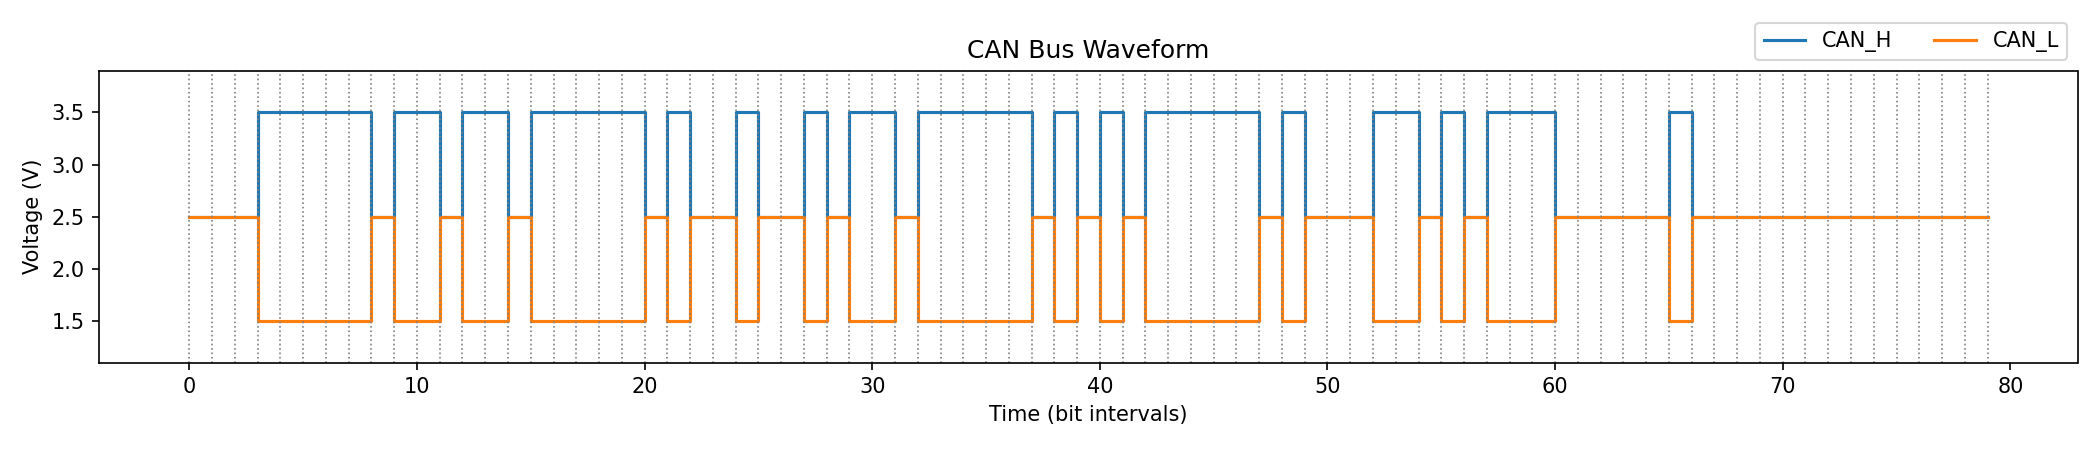 CAN Bus Waveform
CAN_H
CAN_L
Voltage (V)
3.5
3.0
2.5
2.0
1.5
0 10 20 30 40 50 60 70 80
Time (bit intervals)